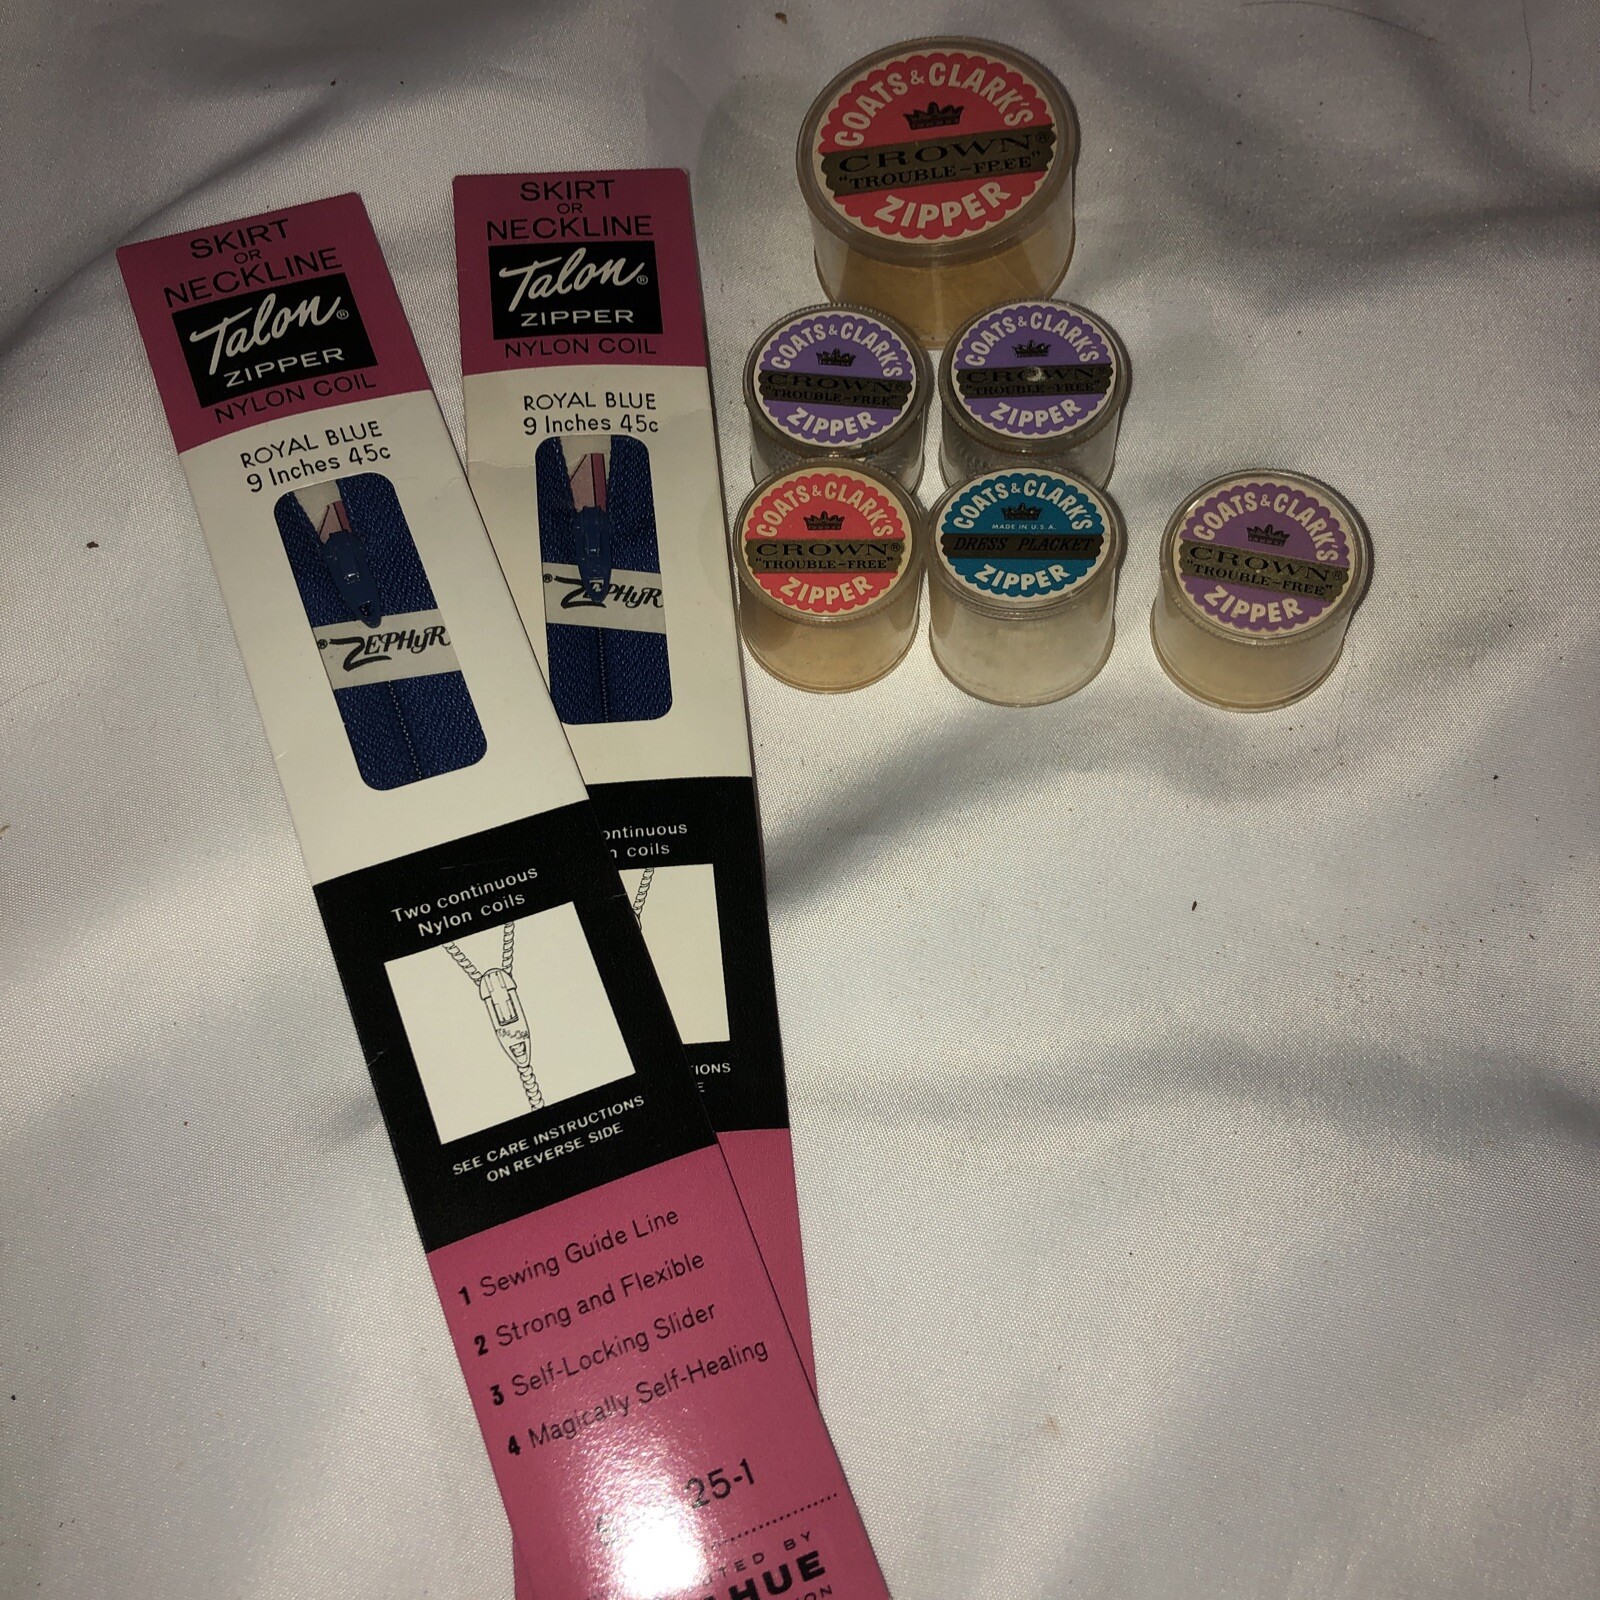 SKIRT
OR
NECKLINE
Talon®
ZIPPER
NYLON COIL
ROYAL BLUE
9 Inches 45c
® ZEPHYR
Two continuous
Nylon coils
SEE CARE INSTRUCTIONS
ON REVERSE SIDE
1 Sewing Guide Line
2 Strong and Flexible
3 Self-Locking Slider
4 Magically Self-Healing
25-1
BY
SKIRT
OR
NECKLINE
Talon®
ZIPPER
NYLON COIL
ROYAL BLUE
9 Inches 45c
® ZEPHYR
ontinuous
coils
IONS
COATS & CLARK'S
CROWN®
"TROUBLE-FREE"
ZIPPER
COATS & CLARK'S
CROWN®
"TROUBLE-FREE"
ZIPPER
COATS & CLARK'S
CROWN®
"TROUBLE-FREE"
ZIPPER
COATS & CLARK'S
CROWN®
"TROUBLE-FREE"
ZIPPER
COATS & CLARK'S
MADE IN U.S.A.
DRESS PLACKET
ZIPPER
COATS & CLARK'S
CROWN®
"TROUBLE-FREE"
ZIPPER